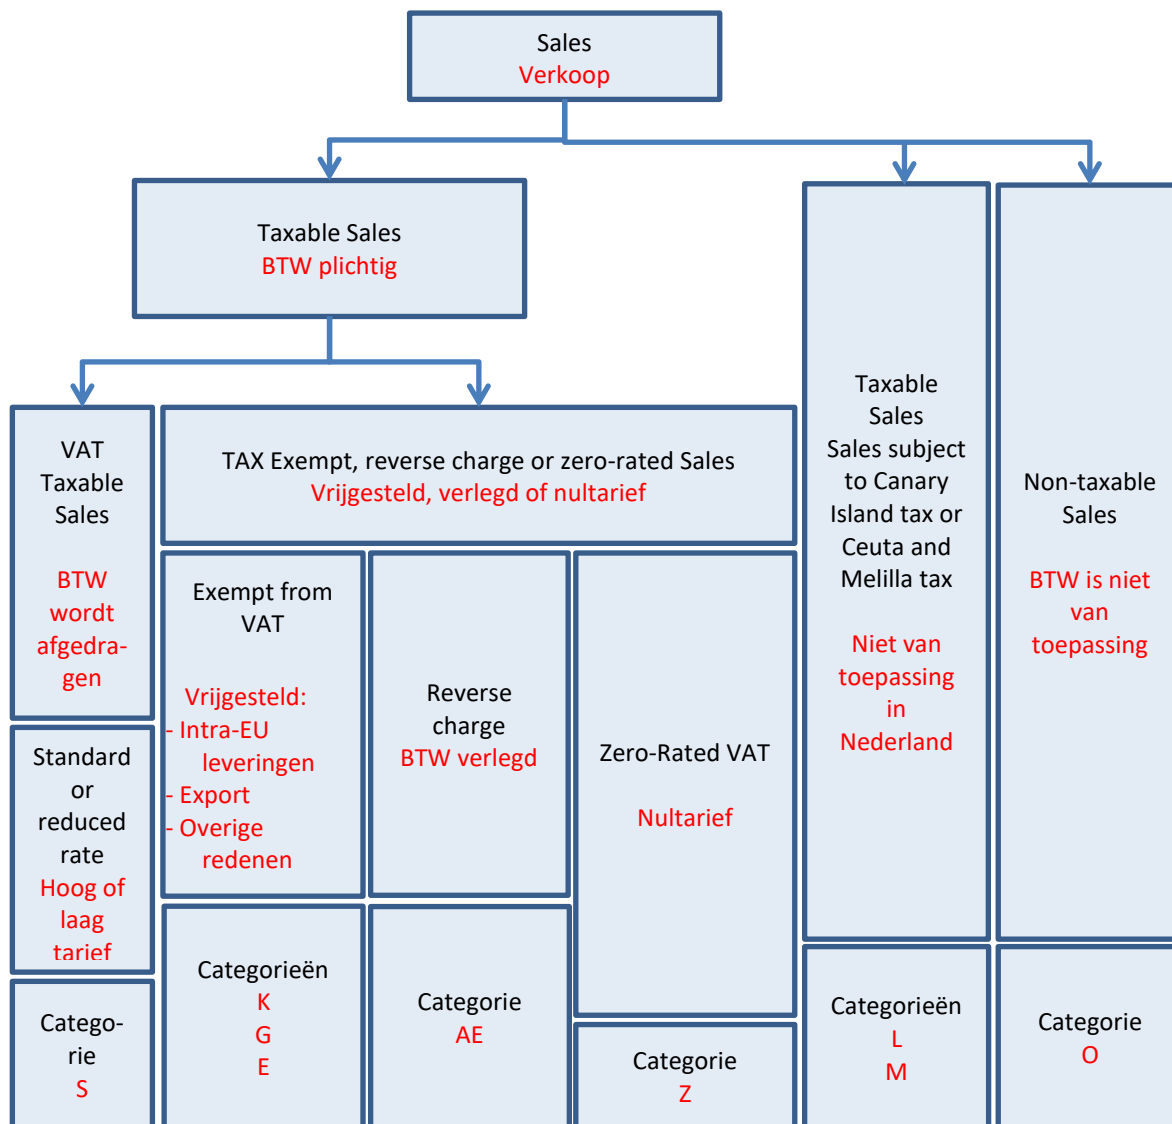 Sales
Verkoop
Taxable Sales
BTW plichtig
VAT
Taxable
Sales
BTW
wordt
afgedra-
gen
TAX Exempt, reverse charge or zero-rated Sales
Vrijgesteld, verlegd of nultarief
Taxable
Sales
Sales subject
to Canary
Island tax or
Ceuta and
Melilla tax
Niet van
toepassing
in
Nederland
Non-taxable
Sales
BTW is niet
van
toepassing
Exempt from
VAT
Vrijgesteld:
- Intra-EU
leveringen
- Export
- Overige
redenen
Reverse
charge
BTW verlegd
Zero-Rated VAT
Nultarief
Standard
or
reduced
rate
Hoog of
laag
tarief
Catego-
rie
S
Categorieën
K
G
E
Categorie
AE
Categorie
Z
Categorieën
L
M
Categorie
O